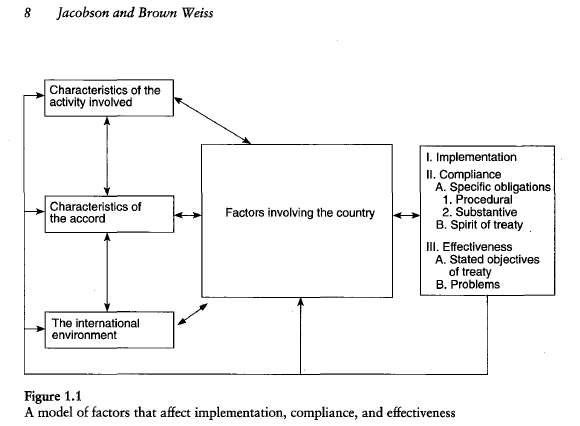 8 Jacobson and Brown Weiss
Characteristics of the
activity involved
Characteristics of
the accord
The international
environment
Factors involving the country
I. Implementation
II. Compliance
A. Specific obligations
1. Procedural
2. Substantive
B. Spirit of treaty
III. Effectiveness
A. Stated objectives
of treaty
B. Problems
Figure 1.1
A model of factors that affect implementation, compliance, and effectiveness